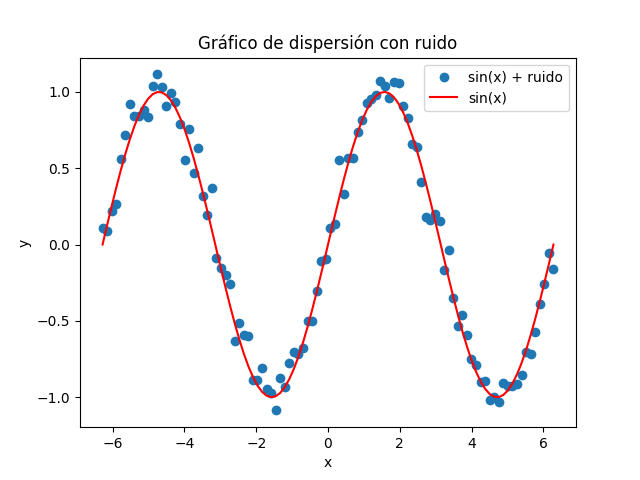 Gráfico de dispersión con ruido
sin(x) + ruido
sin(x)
1.0
0.5
0.0
−0.5
−1.0
y
−6
−4
−2
0
2
4
6
x